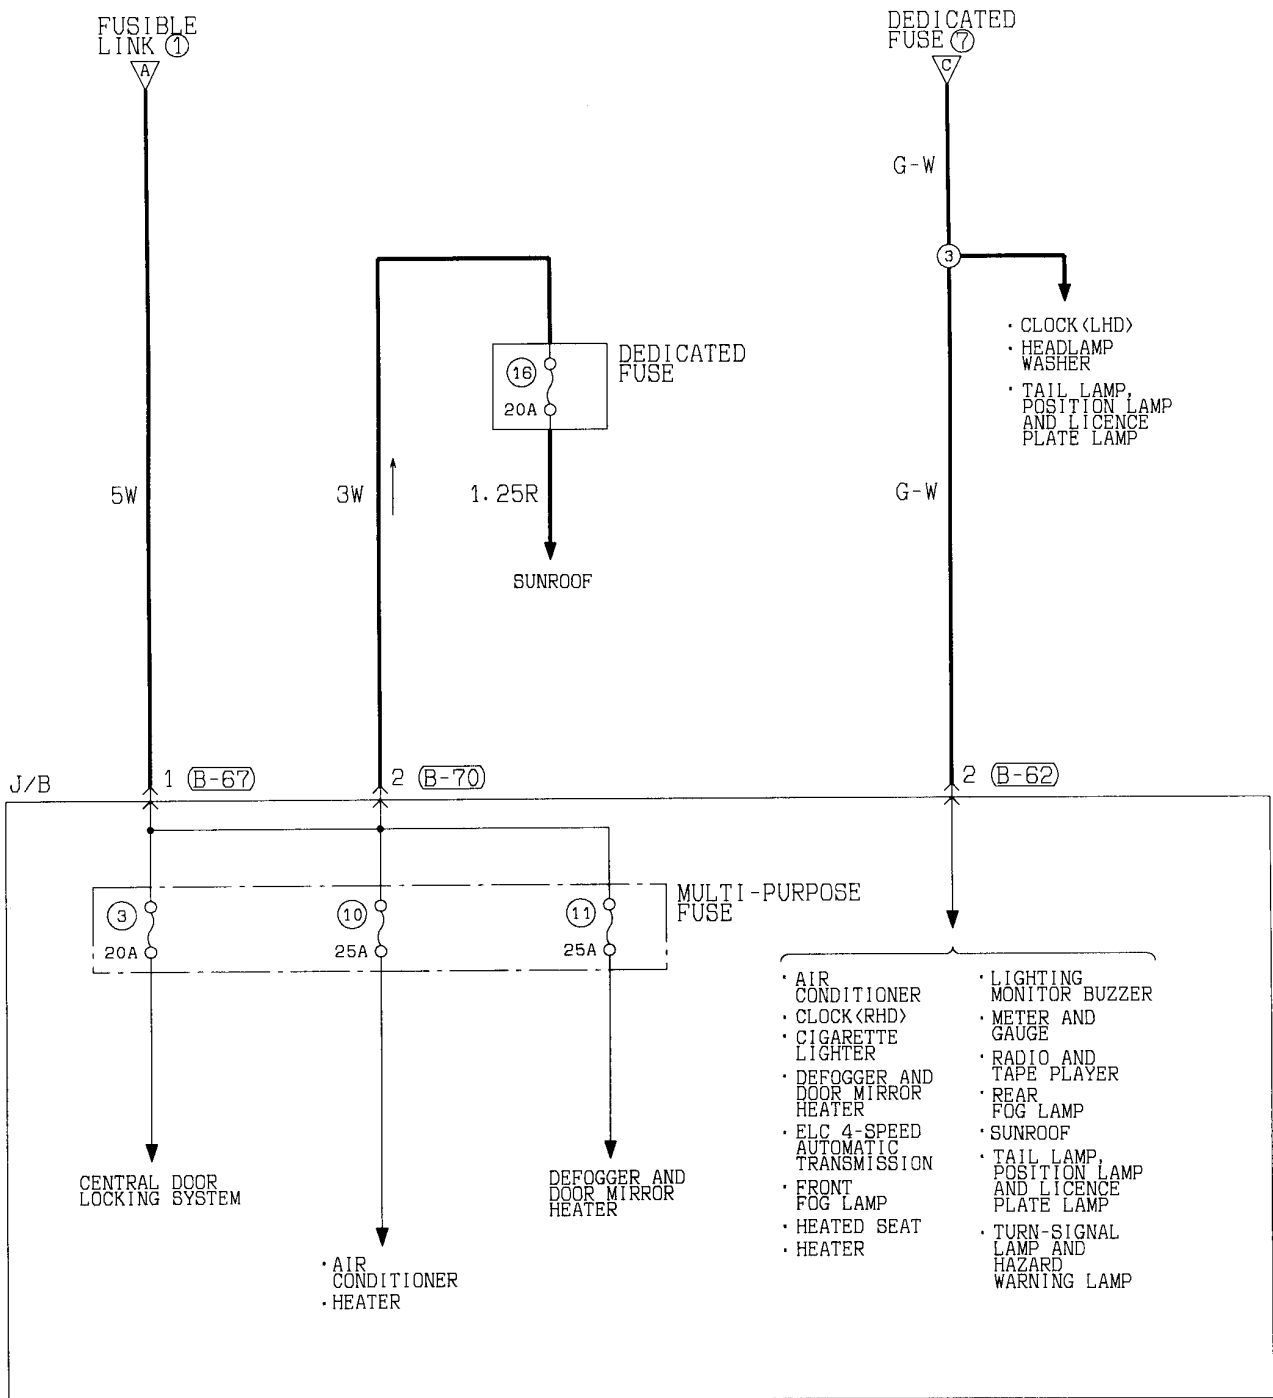 FUSIBLE
LINK ①
A
DEDICATED
FUSE ⑦
C
G-W
3
· CLOCK<LHD>
· HEADLAMP
WASHER
· TAIL LAMP,
POSITION LAMP
AND LICENCE
PLATE LAMP
DEDICATED
FUSE
16
20A
5W
3W
1.25R
G-W
SUNROOF
J/B
1 (B-67)
2 (B-70)
2 (B-62)
MULTI-PURPOSE
FUSE
3
20A
10
25A
11
25A
CENTRAL DOOR
LOCKING SYSTEM
· AIR
CONDITIONER
· HEATER
DEFOGGER AND
DOOR MIRROR
HEATER
· AIR
CONDITIONER
· CLOCK<RHD>
· CIGARETTE
LIGHTER
· DEFOGGER AND
DOOR MIRROR
HEATER
· ELC 4-SPEED
AUTOMATIC
TRANSMISSION
· FRONT
FOG LAMP
· HEATED SEAT
· HEATER
· LIGHTING
MONITOR BUZZER
· METER AND
GAUGE
· RADIO AND
TAPE PLAYER
· REAR
FOG LAMP
· SUNROOF
· TAIL LAMP,
POSITION LAMP
AND LICENCE
PLATE LAMP
· TURN-SIGNAL
LAMP AND
HAZARD
WARNING LAMP